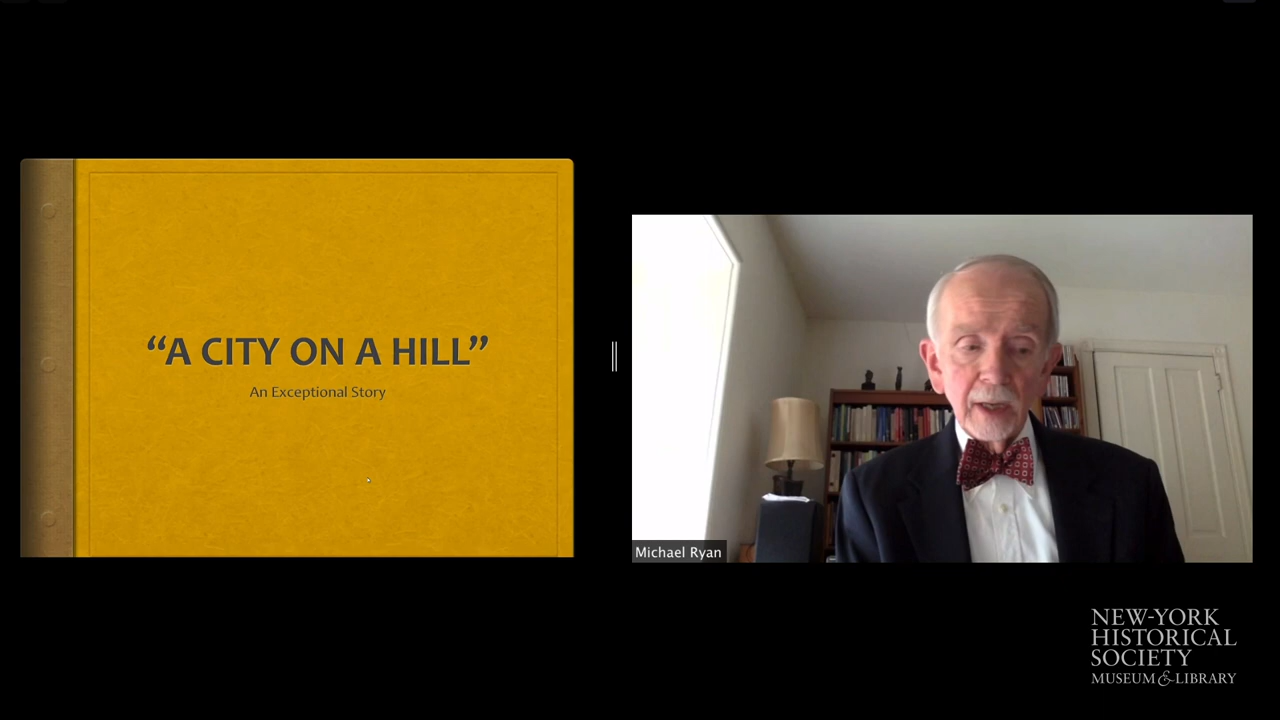 “A CITY ON A HILL”
An Exceptional Story
Michael Ryan
NEW-YORK
HISTORICAL
SOCIETY
MUSEUM & LIBRARY